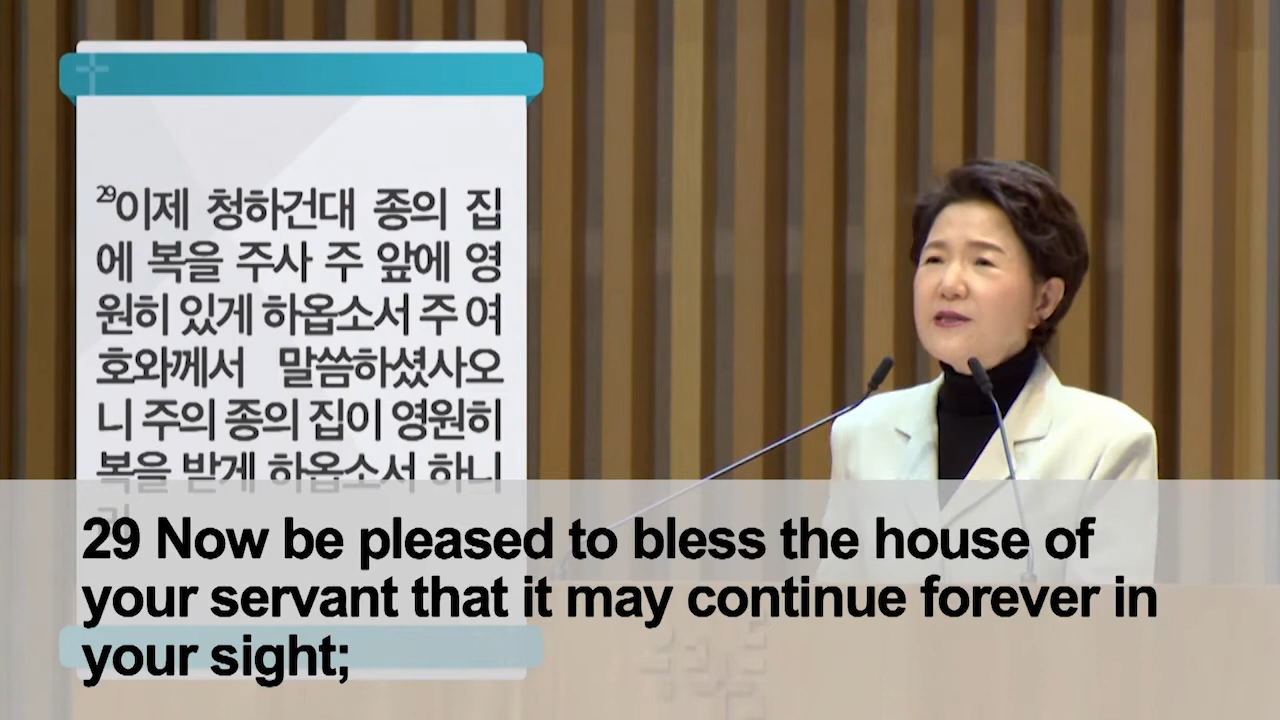 29이제 청하건대 종의 집
에 복을 주사 주 앞에 영
원히 있게 하옵소서 주 여
호와께서 말씀하셨사오
니 주의 종의 집이 영원히
복을 받게 하옵소서 하니
29 Now be pleased to bless the house of
your servant that it may continue forever in
your sight;